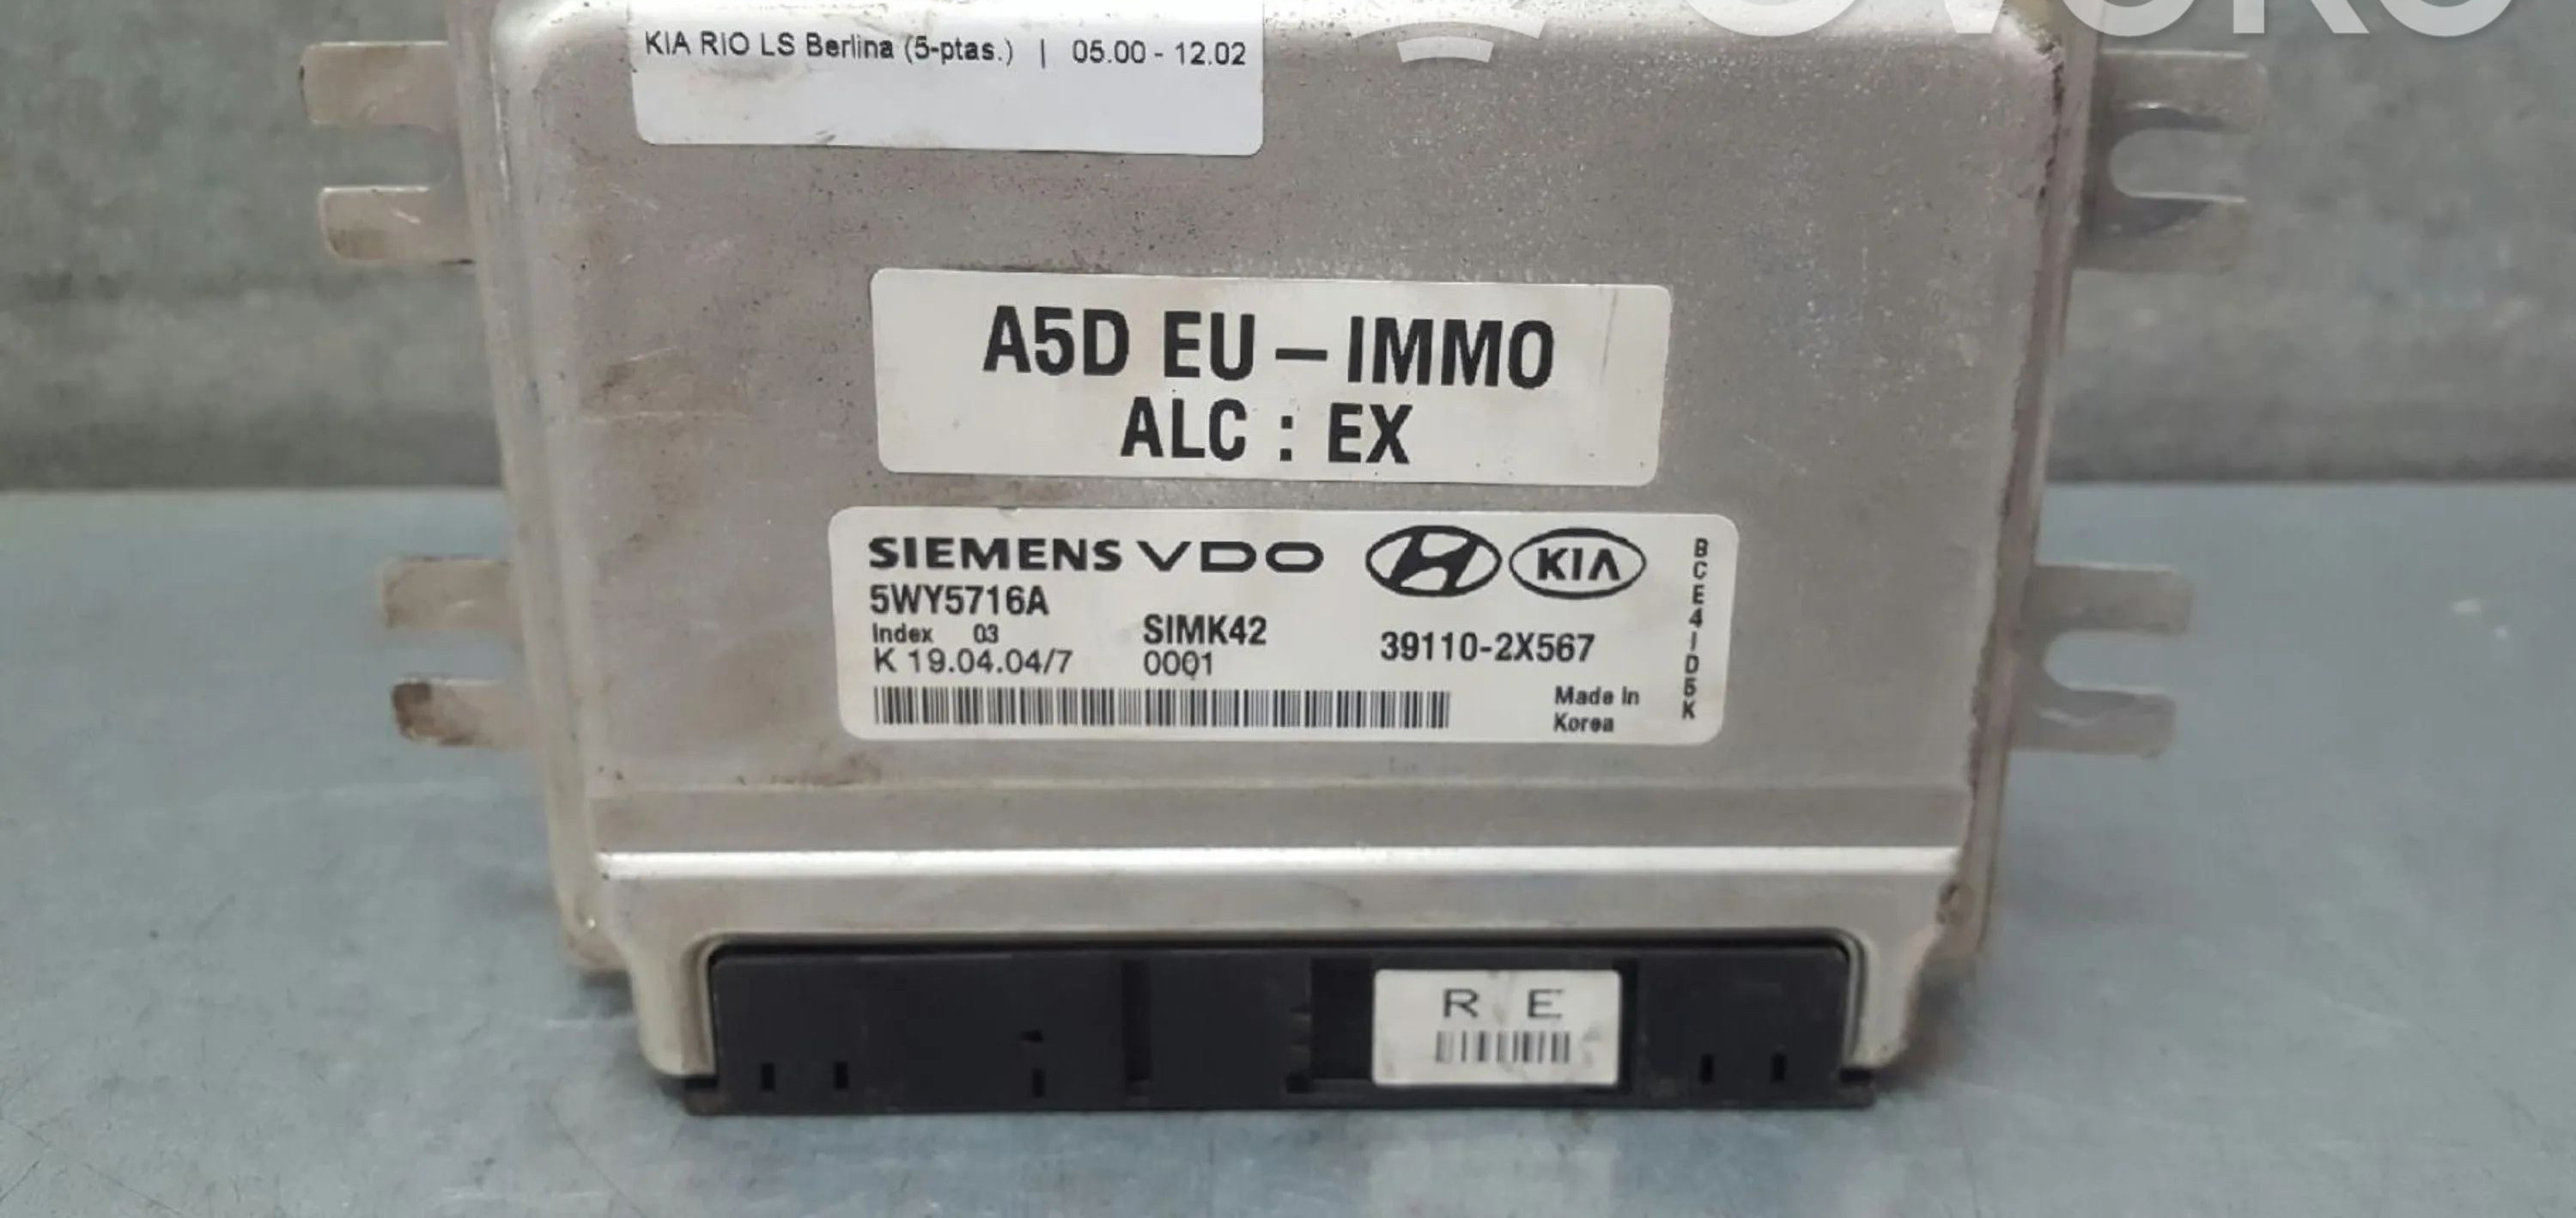 KIA RIO LS Berlina (5-ptas.) | 05.00 - 12.02
A5D EU – IMMO
ALC : EX
SIEMENS VDO KIA
5WY5716A
Index 03 SIMK42 39110-2X567
K 19.04.04/7 0001
Made in
Korea
BCE4ID5K
R E